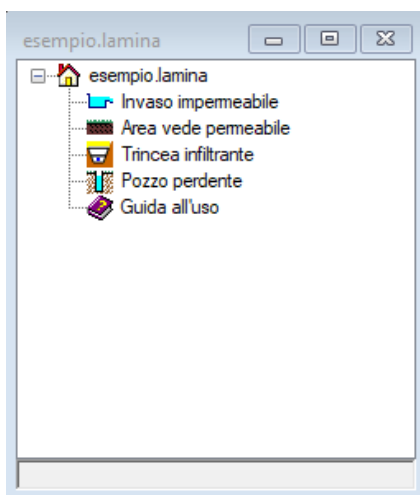 esempio.lamina
esempio.lamina
Invaso impermeabile
Area vede permeabile
Trincea infiltrante
Pozzo perdente
Guida all'uso